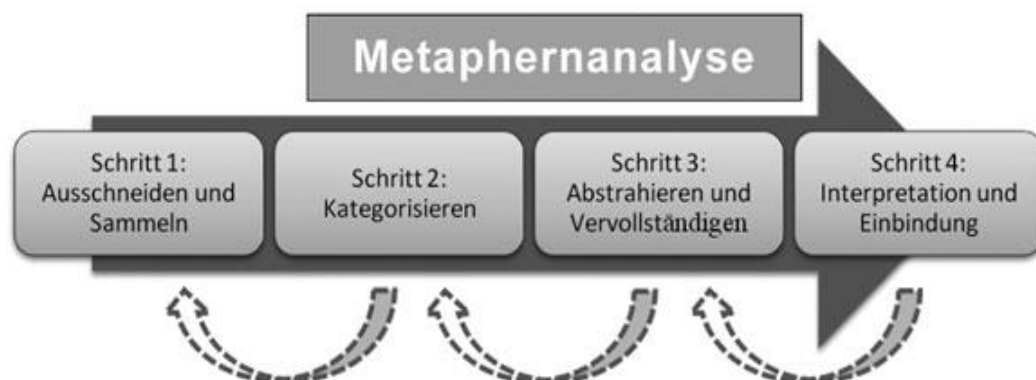 Metaphernanalyse
Schritt 1:
Ausschneiden und
Sammeln
Schritt 2:
Kategorisieren
Schritt 3:
Abstrahieren und
Vervollständigen
Schritt 4:
Interpretation und
Einbindung